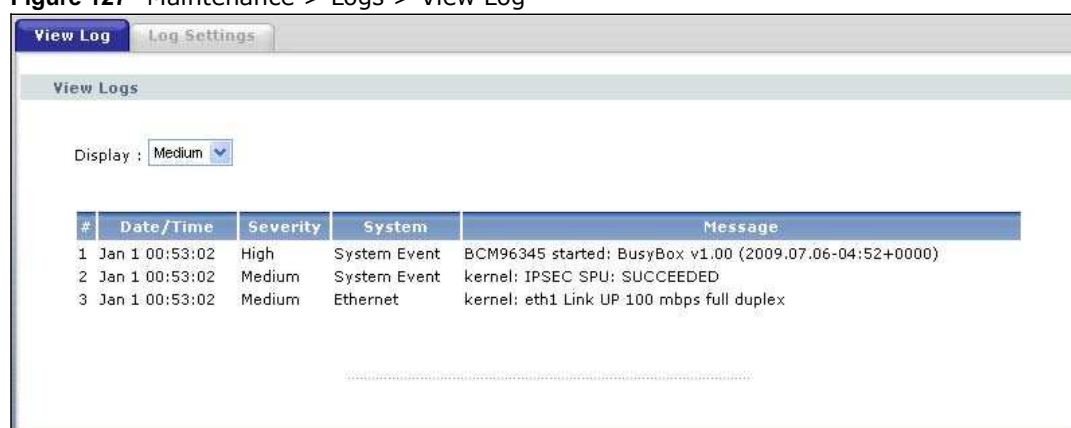 Figure 127 Maintenance > Logs > View Log
View Log Log Settings
View Logs
Display : Medium
# Date/Time Severity System Message
1 Jan 1 00:53:02 High System Event BCM96345 started: BusyBox v1.00 (2009.07.06-04:52+0000)
2 Jan 1 00:53:02 Medium System Event kernel: IPSEC SPU: SUCCEEDED
3 Jan 1 00:53:02 Medium Ethernet kernel: eth1 Link UP 100 mbps full duplex